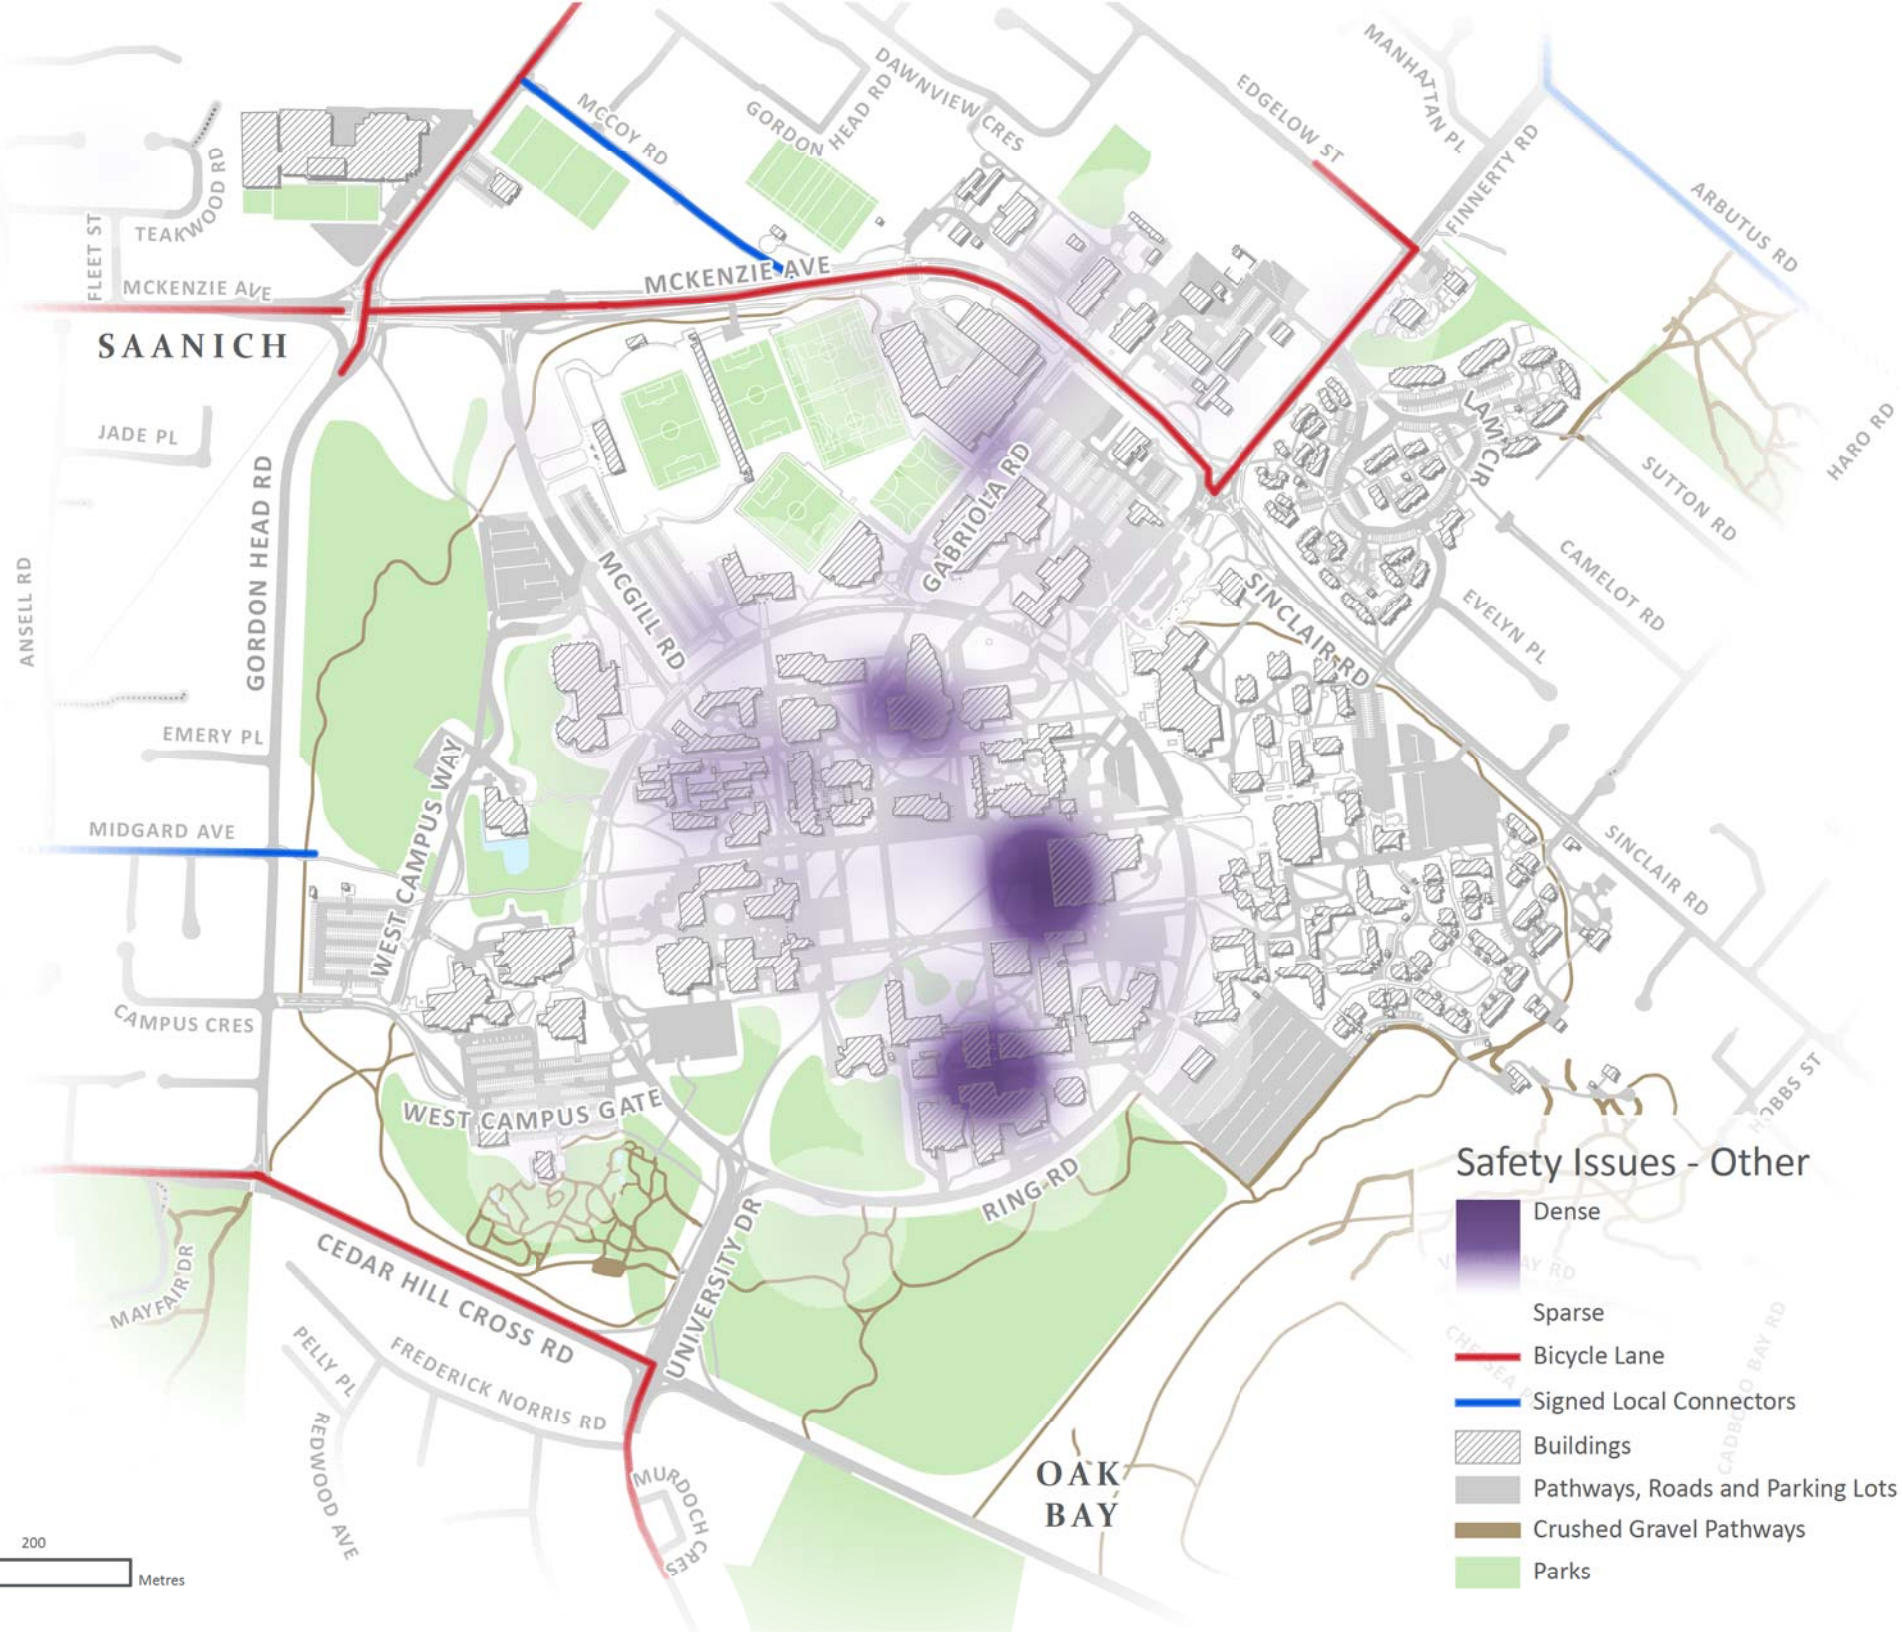 MANHATTAN PL
DAWNVIEW CRES
EDGELOW ST
MCCOY RD
GORDON HEAD RD
FINNERTY RD
TEAKWOOD RD
ARBUTUS RD
FLEET ST
MCKENZIE AVE
MCKENZIE AVE
SAANICH
JADE PL
LAM CIR
HARO RD
SUTTON RD
GORDON HEAD RD
GABRIOLA RD
ANSELL RD
MCGILL RD
CAMELOT RD
SINCLAIR RD
EVELYN PL
EMERY PL
WEST CAMPUS WAY
MIDGARD AVE
SINCLAIR RD
CAMPUS CRES
WEST CAMPUS GATE
HOBBS ST
RING RD
UNIVERSITY DR
MAYFAIR DR
CEDAR HILL CROSS RD
PELLY PL
FREDERICK NORRIS RD
REDWOOD AVE
MURDOCH CRES
CADBORO BAY RD
OAK
BAY
200
Metres
Safety Issues - Other
Dense
Sparse
Bicycle Lane
Signed Local Connectors
Buildings
Pathways, Roads and Parking Lots
Crushed Gravel Pathways
Parks